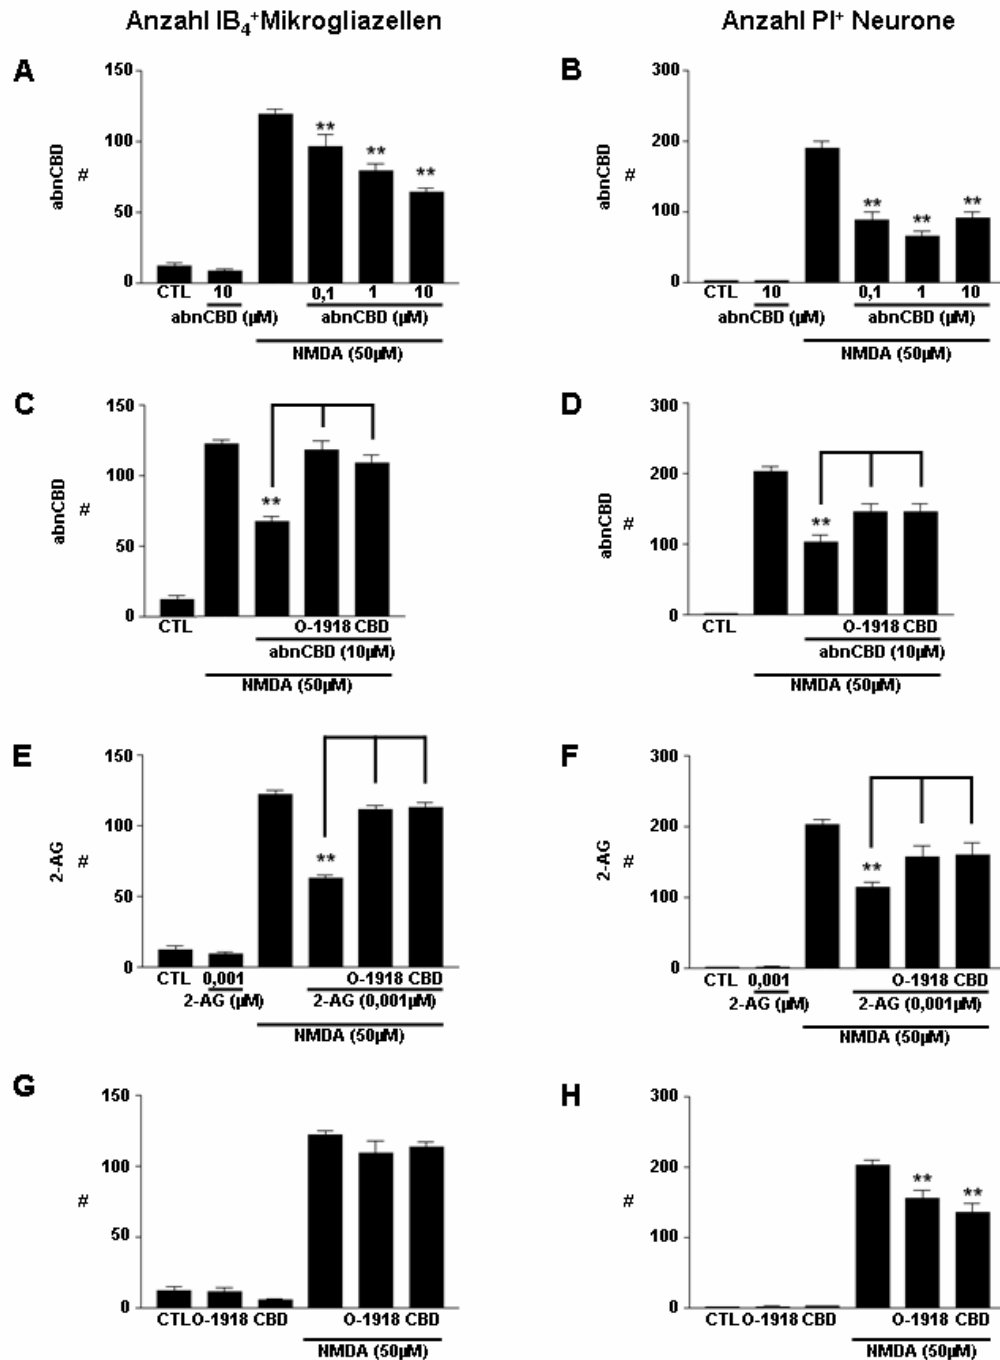 Anzahl IB4+Mikrogliazellen
Anzahl PI+ Neurone
A
150
100
50
0
abnCBD
#
**
**
**
CTL 10 0,1 1 10
abnCBD (µM) abnCBD (µM)
NMDA (50µM)
B
300
200
100
0
abnCBD
#
**
**
**
CTL 10 0,1 1 10
abnCBD (µM) abnCBD (µM)
NMDA (50µM)
C
150
100
50
0
abnCBD
#
**
CTL O-1918 CBD
abnCBD (10µM)
NMDA (50µM)
D
300
200
100
0
abnCBD
#
**
CTL O-1918 CBD
abnCBD (10µM)
NMDA (50µM)
E
150
100
50
0
2-AG
#
**
CTL 0,001 O-1918 CBD
2-AG (µM) 2-AG (0,001µM)
NMDA (50µM)
F
300
200
100
0
2-AG
#
**
CTL 0,001 O-1918 CBD
2-AG (µM) 2-AG (0,001µM)
NMDA (50µM)
G
150
100
50
0
#
CTLO-1918 CBD O-1918 CBD
NMDA (50µM)
H
300
200
100
0
#
**
**
CTLO-1918 CBD O-1918 CBD
NMDA (50µM)